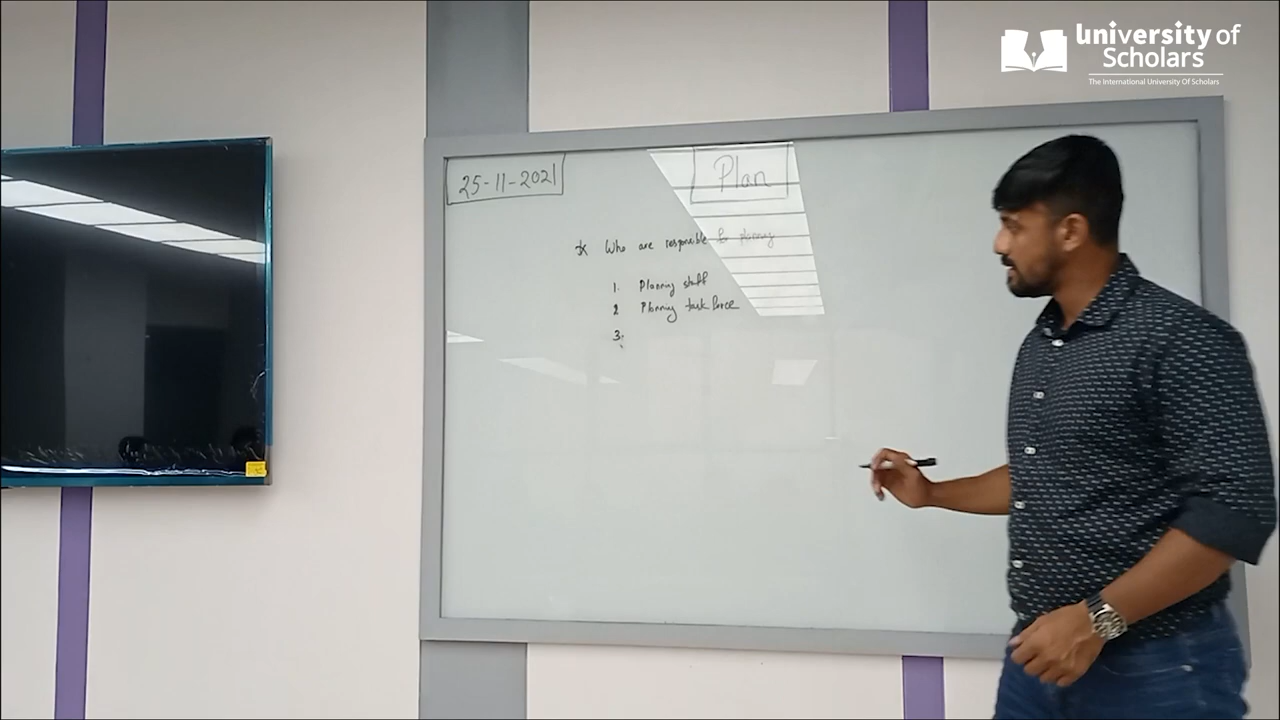 University of
Scholars
The International University Of Scholars
25-11-2021
Plan
* Who are responsible for planning
1. Planning staff
2 Planning task force
3.